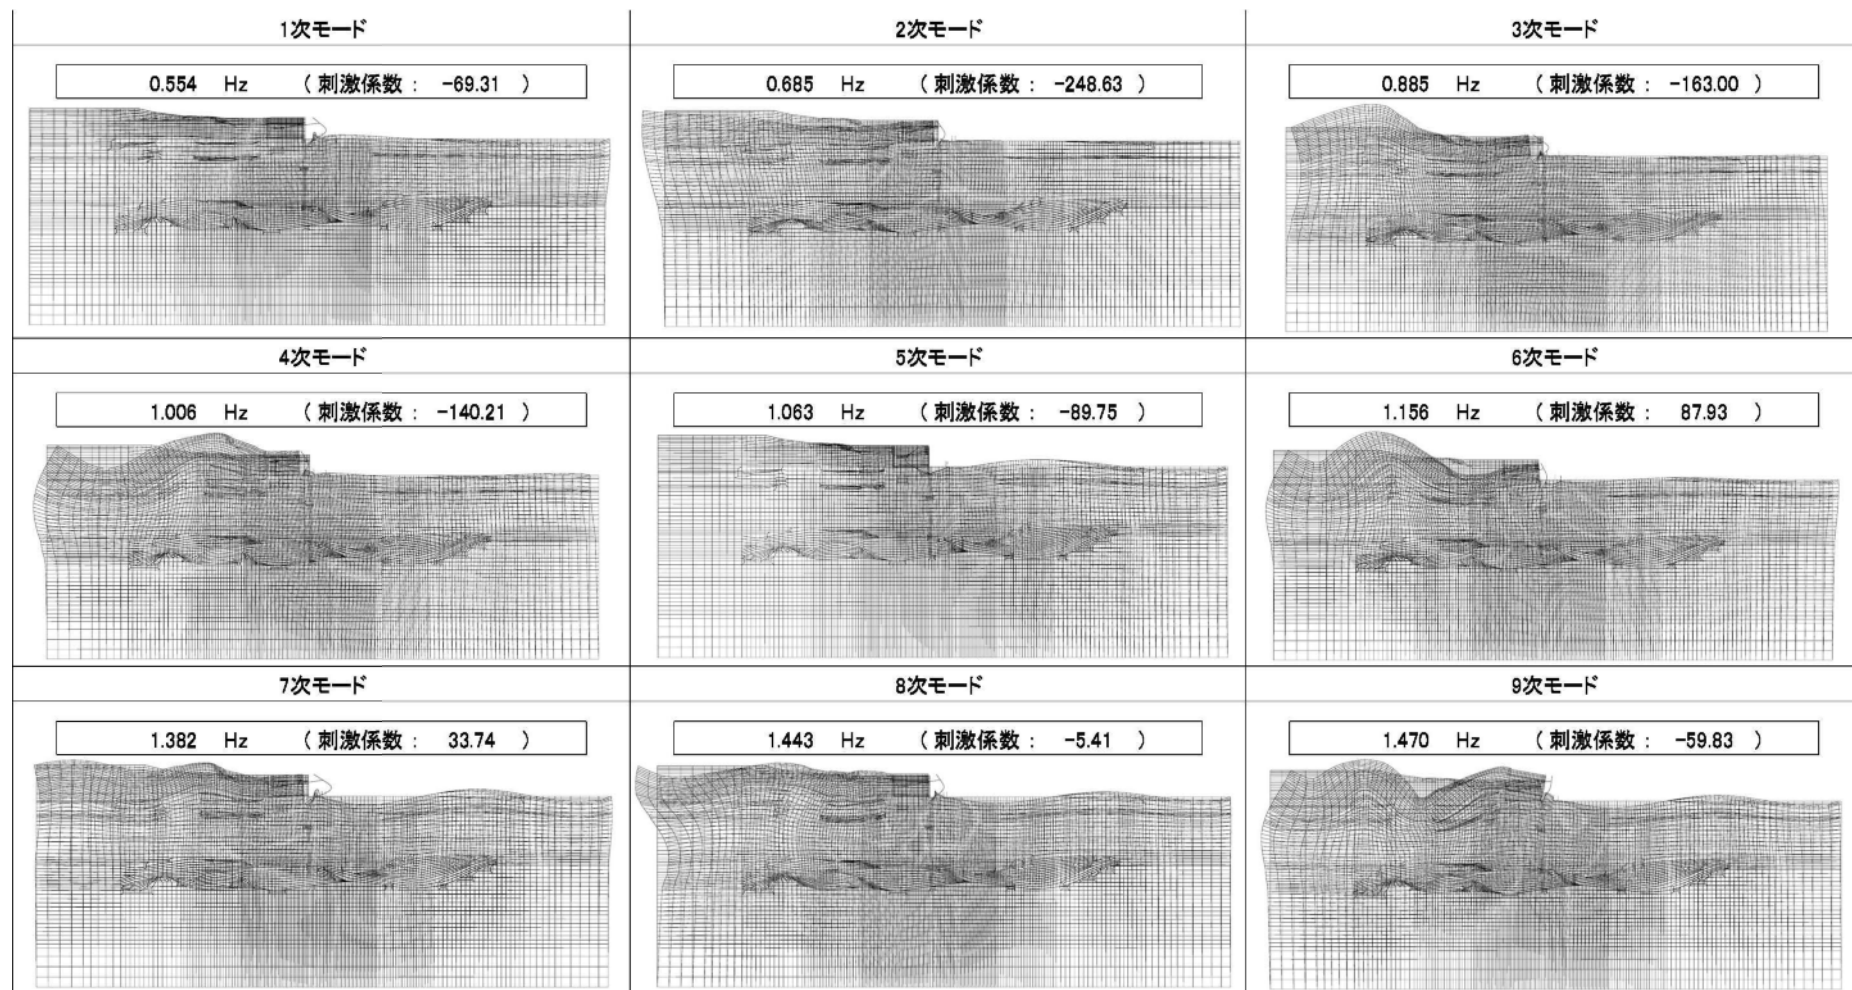 1次モード
2次モード
3次モード
0.554 Hz (刺激係数: -69.31)
0.685 Hz (刺激係数: -248.63)
0.885 Hz (刺激係数: -163.00)
4次モード
5次モード
6次モード
1.006 Hz (刺激係数: -140.21)
1.063 Hz (刺激係数: -89.75)
1.156 Hz (刺激係数: 87.93)
7次モード
8次モード
9次モード
1.382 Hz (刺激係数: 33.74)
1.443 Hz (刺激係数: -5.41)
1.470 Hz (刺激係数: -59.83)